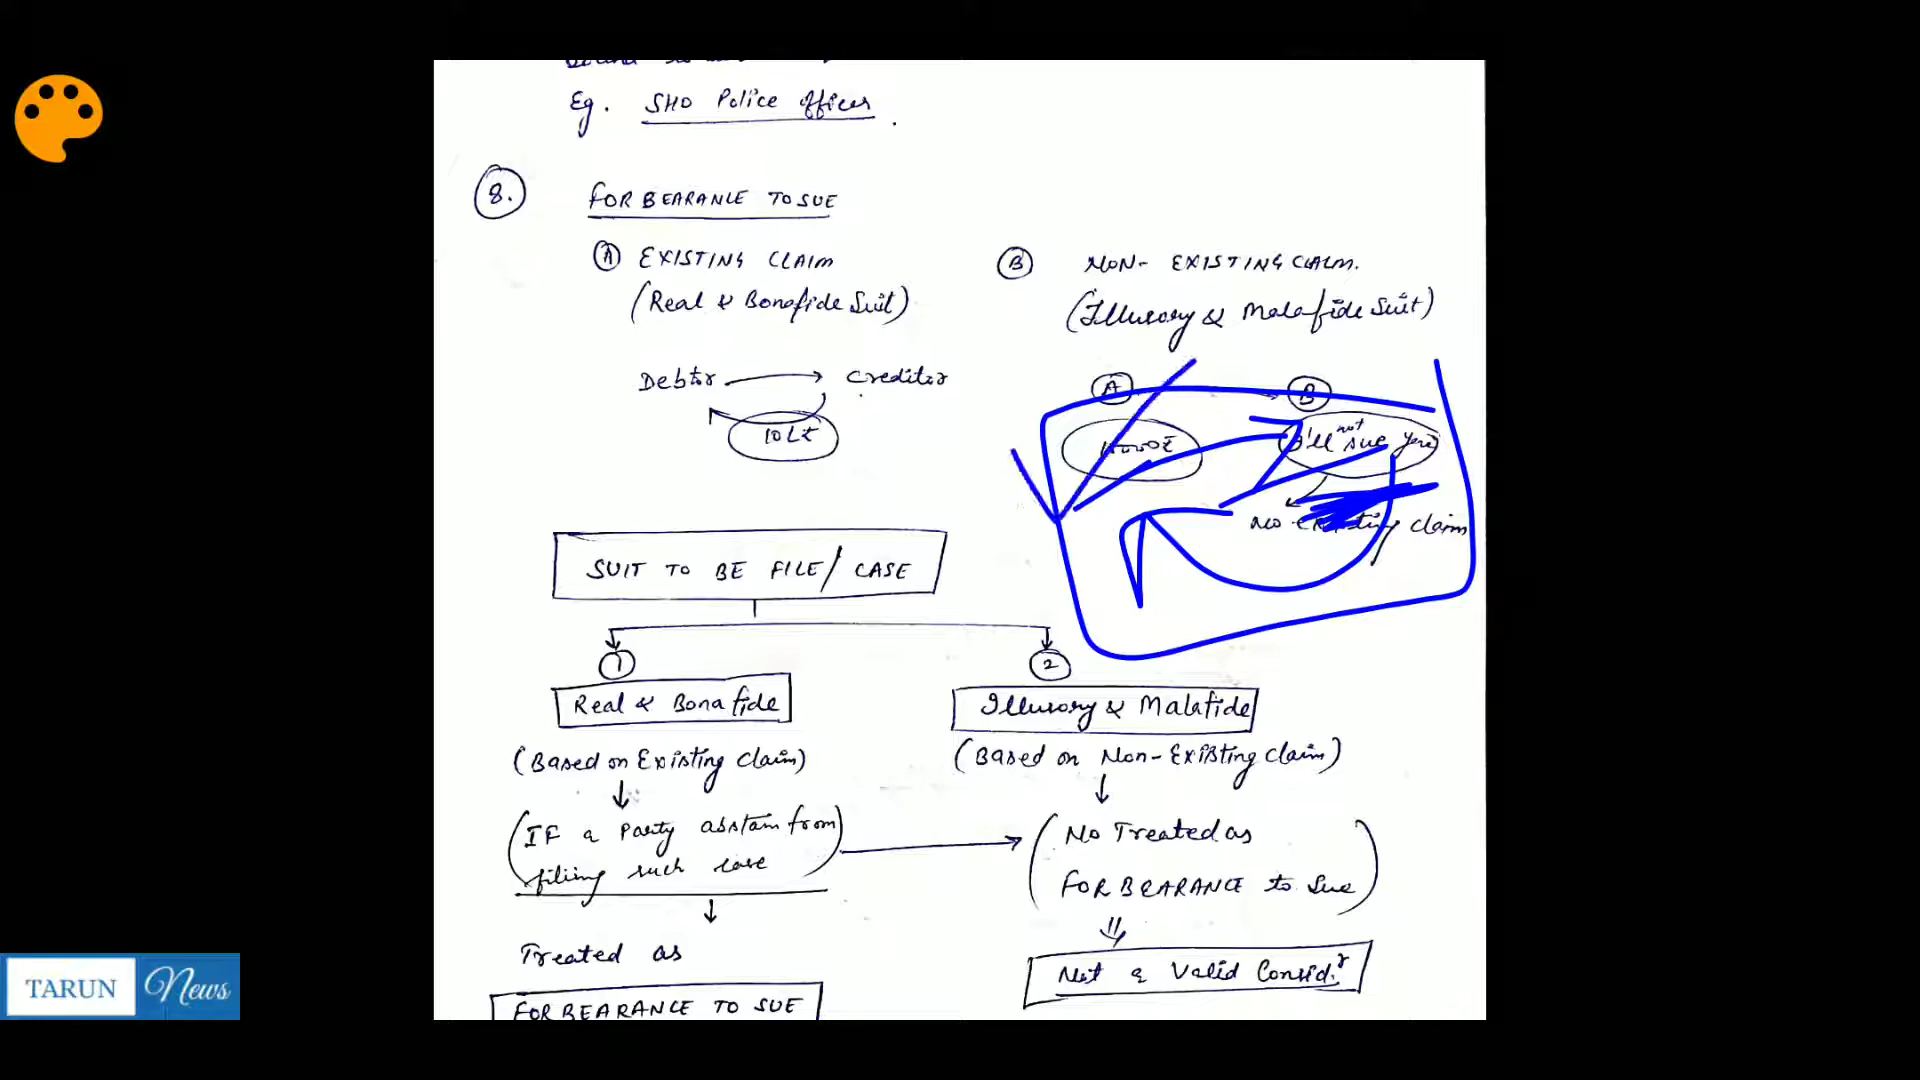 Eg. SHO Police officer.
8. FORBEARANCE TO SUE
A EXISTING CLAIM
(Real & Bonafide Suit)
Debtor → Creditor
10L₹
B NON-EXISTING CLAIM.
(Illusory & Malafide Suit)
A B
I'll not sue you
No existing claim
SUIT TO BE FILE/CASE
1 2
Real & Bonafide
(Based on Existing Claim)
↓
(IF a Party abstain from
filing such case)
↓
Treated as
FORBEARANCE TO SUE
Illusory & Malafide
(Based on Non-Existing Claim)
↓
(No Treated as
FORBEARANCE to Sue)
Not a Valid Considr
TARUN News